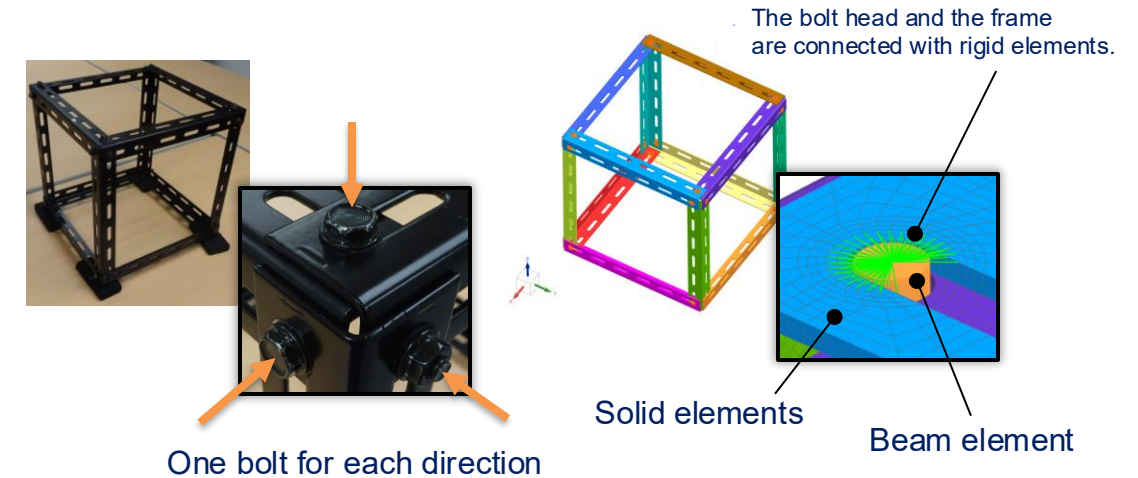 The bolt head and the frame
are connected with rigid elements.
Solid elements
Beam element
One bolt for each direction